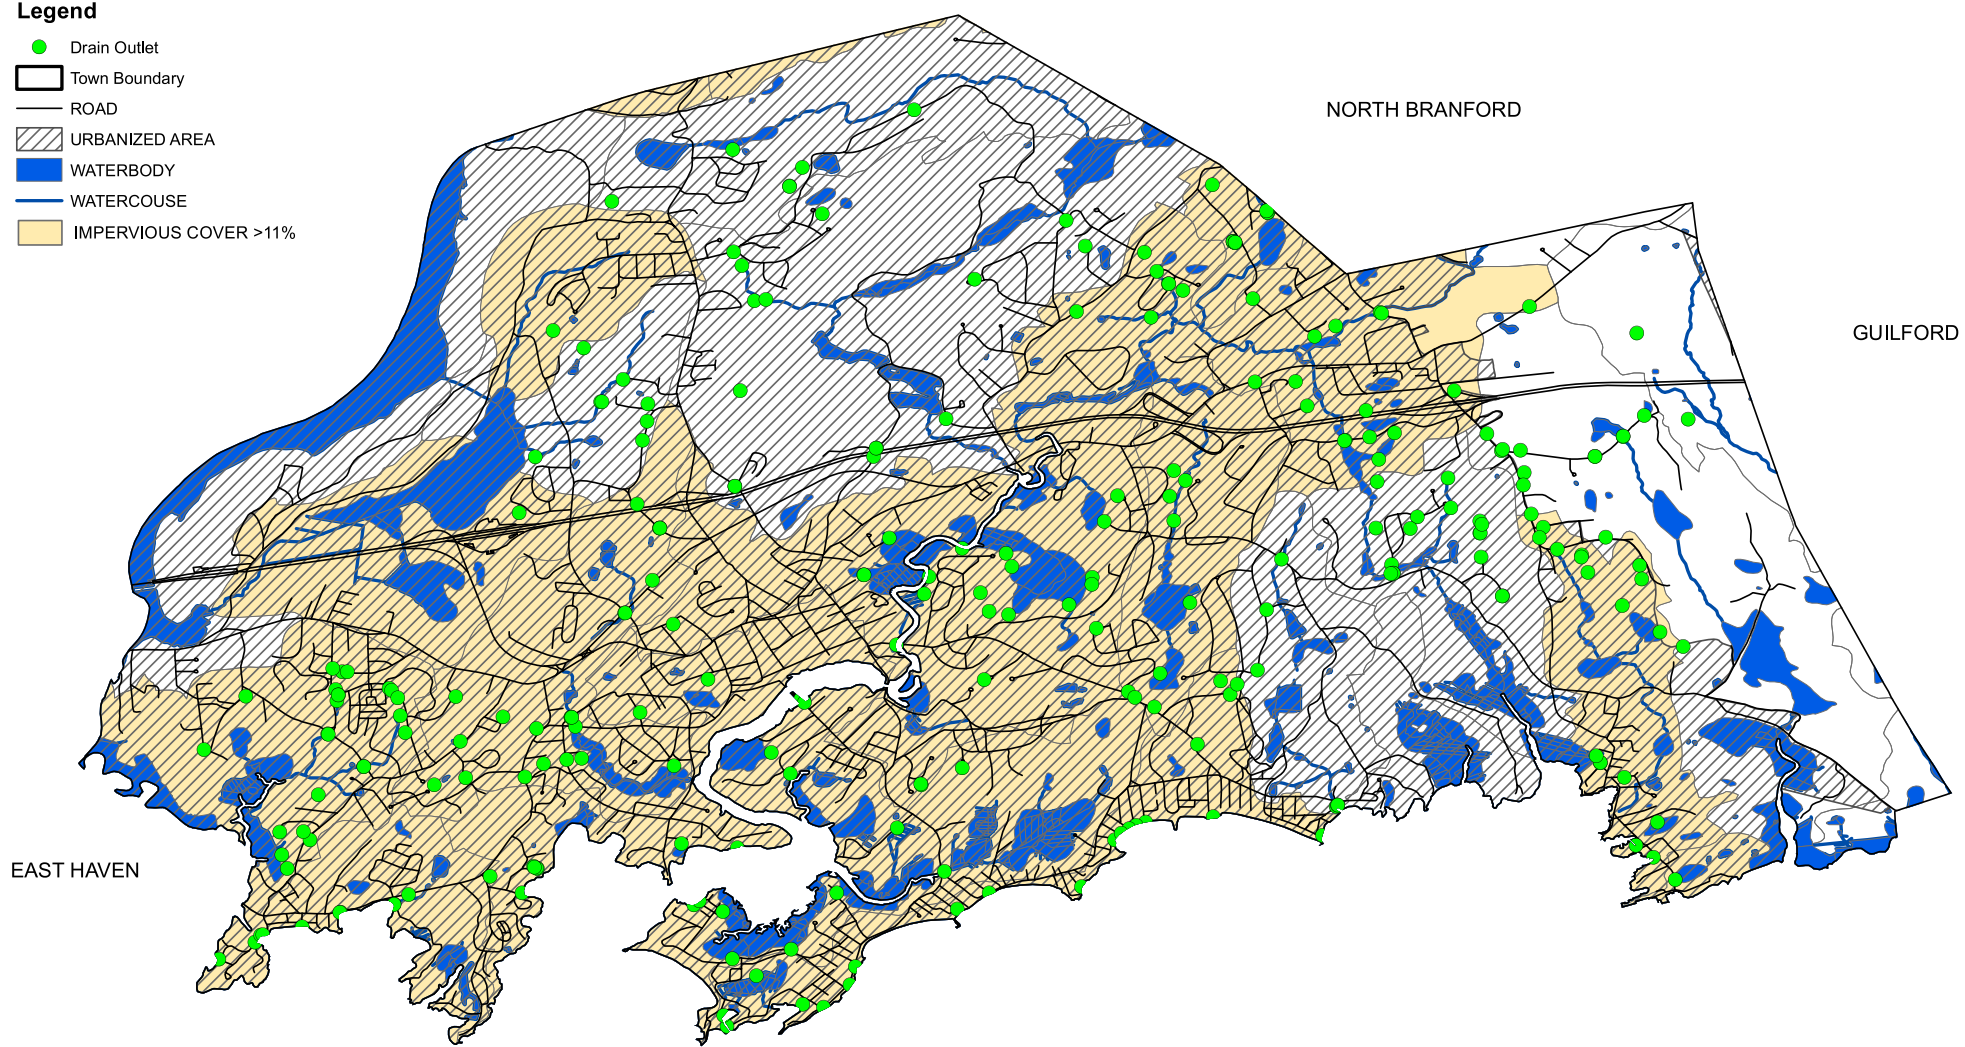 Legend
Drain Outlet
Town Boundary
ROAD
URBANIZED AREA
WATERBODY
WATERCOUSE
IMPERVIOUS COVER >11%
NORTH BRANFORD
GUILFORD
EAST HAVEN